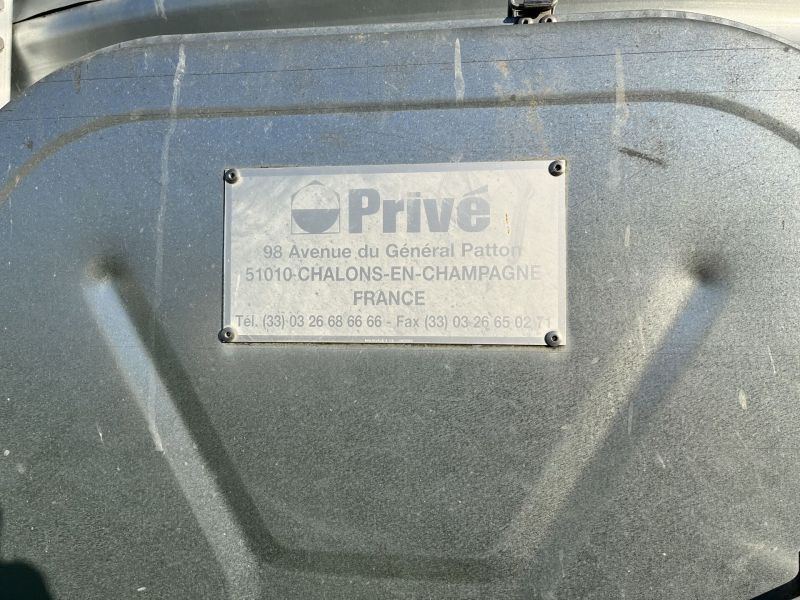 Privé
98 Avenue du Général Patton
51010-CHALONS-EN-CHAMPAGNE
FRANCE
Tél. (33) 03 26 68 66 66 - Fax (33) 03 26 65 02 71